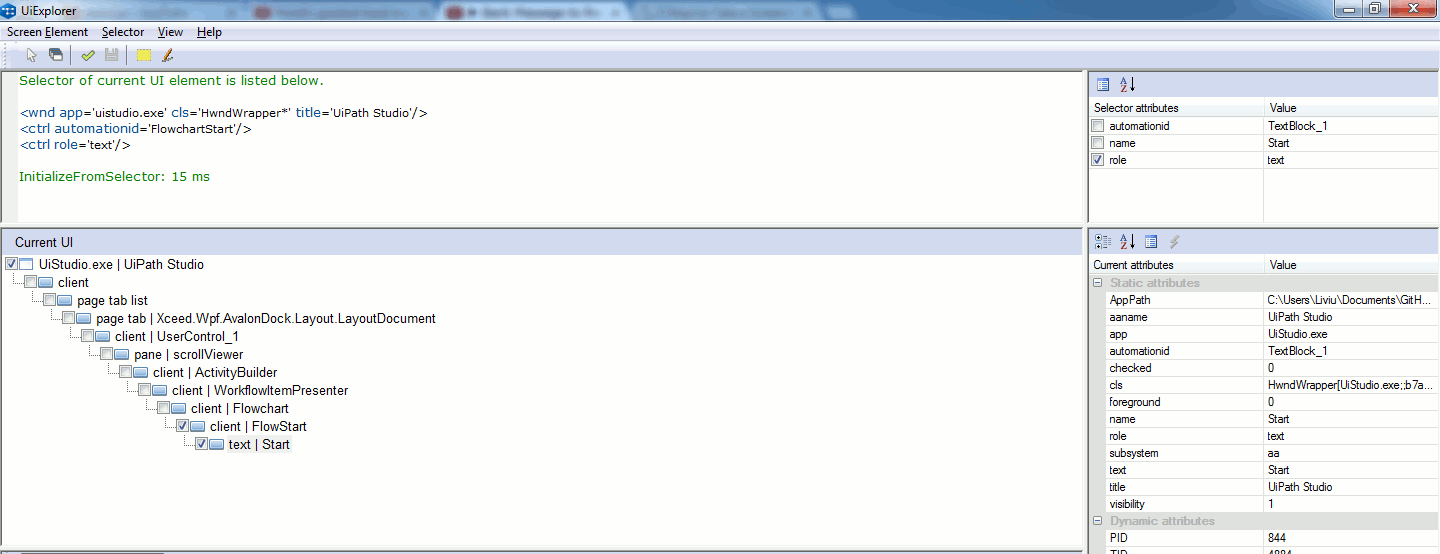 UiExplorer
Screen Element Selector View Help
Selector of current UI element is listed below.
<wnd app='uistudio.exe' cls='HwndWrapper*' title='UiPath Studio'/>
<ctrl automationid='FlowchartStart'/>
<ctrl role='text'/>
InitializeFromSelector: 15 ms
Selector attributes Value
automationid TextBlock_1
name Start
role text
Current UI
UiStudio.exe | UiPath Studio
client
page tab list
page tab | Xceed.Wpf.AvalonDock.Layout.LayoutDocument
client | UserControl_1
pane | scrollViewer
client | ActivityBuilder
client | WorkflowItemPresenter
client | Flowchart
client | FlowStart
text | Start
Current attributes Value
Static attributes
AppPath C:\Users\Liviu\Documents\GitH...
aaname UiPath Studio
app UiStudio.exe
automationid TextBlock_1
checked 0
cls HwndWrapper[UiStudio.exe;;b7a...
foreground 0
name Start
role text
subsystem aa
text Start
title UiPath Studio
visibility 1
Dynamic attributes
PID 844